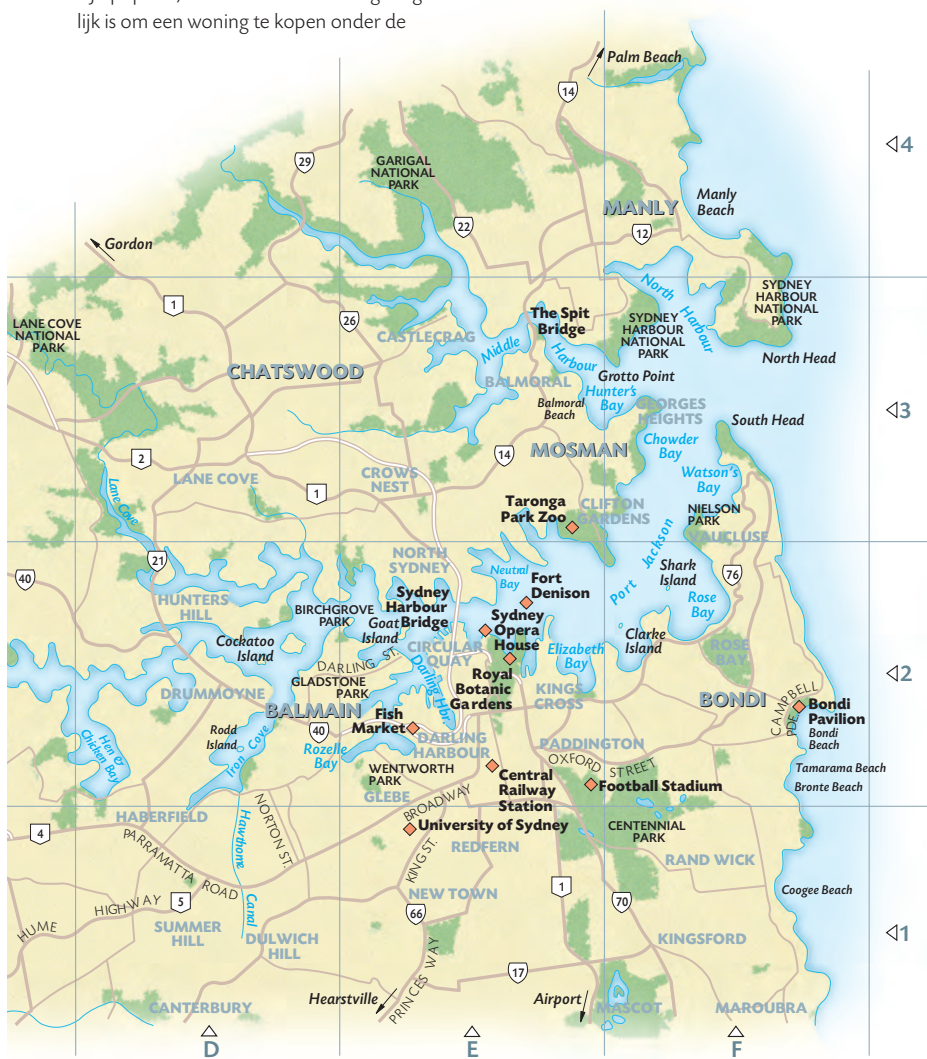 lijk is om een woning te kopen onder de
Palm Beach
14
4
29
GARIGAL
NATIONAL
PARK
Manly
Beach
MANLY
22
12
Gordon
North
Harbour
SYDNEY
HARBOUR
NATIONAL
PARK
1
LANE COVE
NATIONAL
PARK
26
The Spit
Bridge
SYDNEY
HARBOUR
NATIONAL
PARK
CASTLECRAG
Middle
Harbour
North Head
CHATSWOOD
Grotto Point
BALMORAL
Hunter's
Bay
Balmoral
Beach
GEORGES
HEIGHTS
3
South Head
MOSMAN
Chowder
Bay
2
14
LANE COVE
CROWS
NEST
Watson's
Bay
1
Lane Cove
Taronga
Park Zoo
CLIFTON
GARDENS
NIELSON
PARK
VAUCLUSE
Port Jackson
21
NORTH
SYDNEY
40
Neutral
Bay
Fort
Denison
Shark
Island
76
HUNTERS
HILL
Sydney
Harbour
Bridge
Rose
Bay
BIRCHGROVE
PARK
Goat
Island
Sydney
Opera
House
Cockatoo
Island
CIRCULAR
QUAY
Elizabeth
Bay
Clarke
Island
ROSE
BAY
DARLING ST.
Darling Hbr.
GLADSTONE
PARK
Royal
Botanic
Gardens
KINGS
CROSS
DRUMMOYNE
BONDI
CAMPBELL
PDE
BALMAIN
Fish
Market
Bondi
Pavilion
Bondi
Beach
Rodd
Island
40
Iron Cove
Hen &
Chicken Bay
Rozelle
Bay
DARLING
HARBOUR
PADDINGTON
OXFORD STREET
Tamarama Beach
WENTWORTH
PARK
Central
Railway
Station
Football Stadium
Bronte Beach
GLEBE
BROADWAY
2
HABERFIELD
NORTON ST.
Hawthorne
Canal
University of Sydney
CENTENNIAL
PARK
4
PARRAMATTA ROAD
KING ST.
REDFERN
RAND WICK
NEW TOWN
1
70
Coogee Beach
HUME HIGHWAY
5
66
SUMMER
HILL
DULWICH
HILL
KINGSFORD
1
PRINCES WAY
17
Hearstville
Airport
CANTERBURY
MASCOT
MAROUBRA
D
E
F